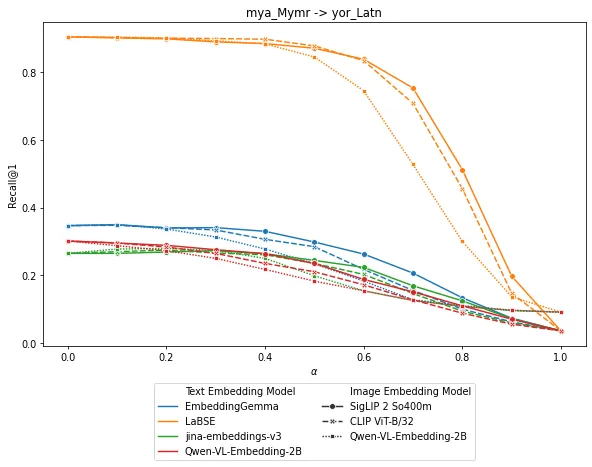 mya_Mymr -> yor_Latn
Recall@1
0.8
0.6
0.4
0.2
0.0
0.0 0.2 0.4 0.6 0.8 1.0
α
Text Embedding Model
EmbeddingGemma
LaBSE
jina-embeddings-v3
Qwen-VL-Embedding-2B
Image Embedding Model
SigLIP 2 So400m
CLIP ViT-B/32
Qwen-VL-Embedding-2B